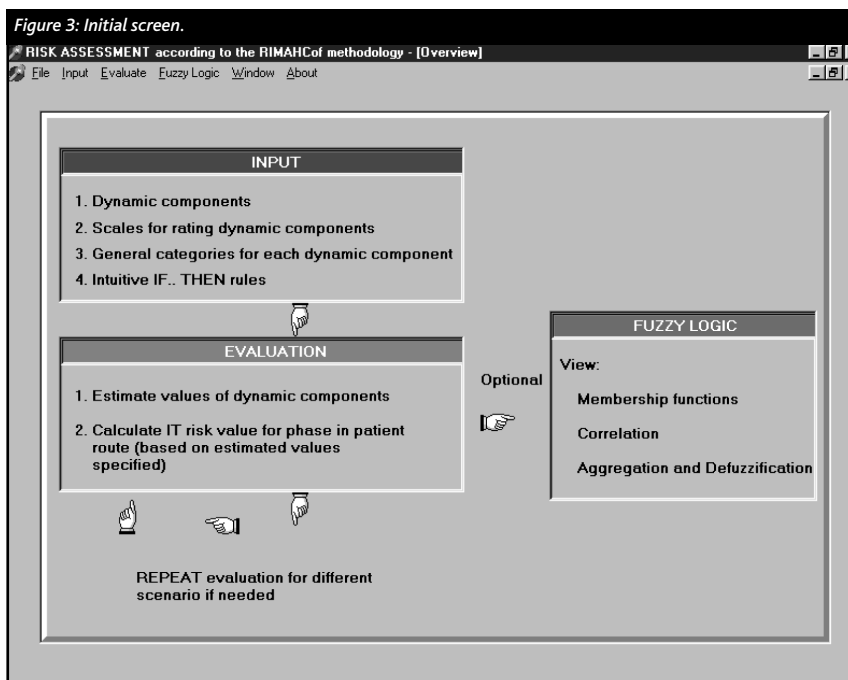 Figure 3: Initial screen.
RISK ASSESSMENT according to the RIMAHCof methodology - [Overview]
File Input Evaluate Fuzzy Logic Window About
INPUT
1. Dynamic components
2. Scales for rating dynamic components
3. General categories for each dynamic component
4. Intuitive IF.. THEN rules
EVALUATION
1. Estimate values of dynamic components
2. Calculate IT risk value for phase in patient
route (based on estimated values
specified)
Optional
FUZZY LOGIC
View:
Membership functions
Correlation
Aggregation and Defuzzification
REPEAT evaluation for different
scenario if needed